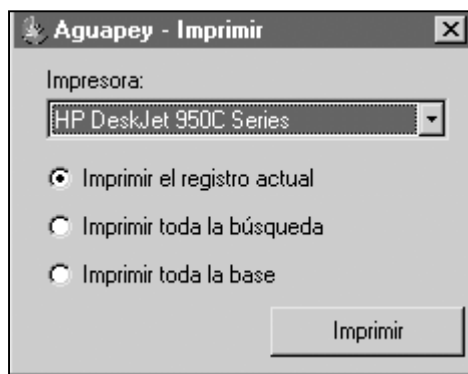 Aguapey - Imprimir
Impresora:
HP DeskJet 950C Series
Imprimir el registro actual
Imprimir toda la búsqueda
Imprimir toda la base
Imprimir